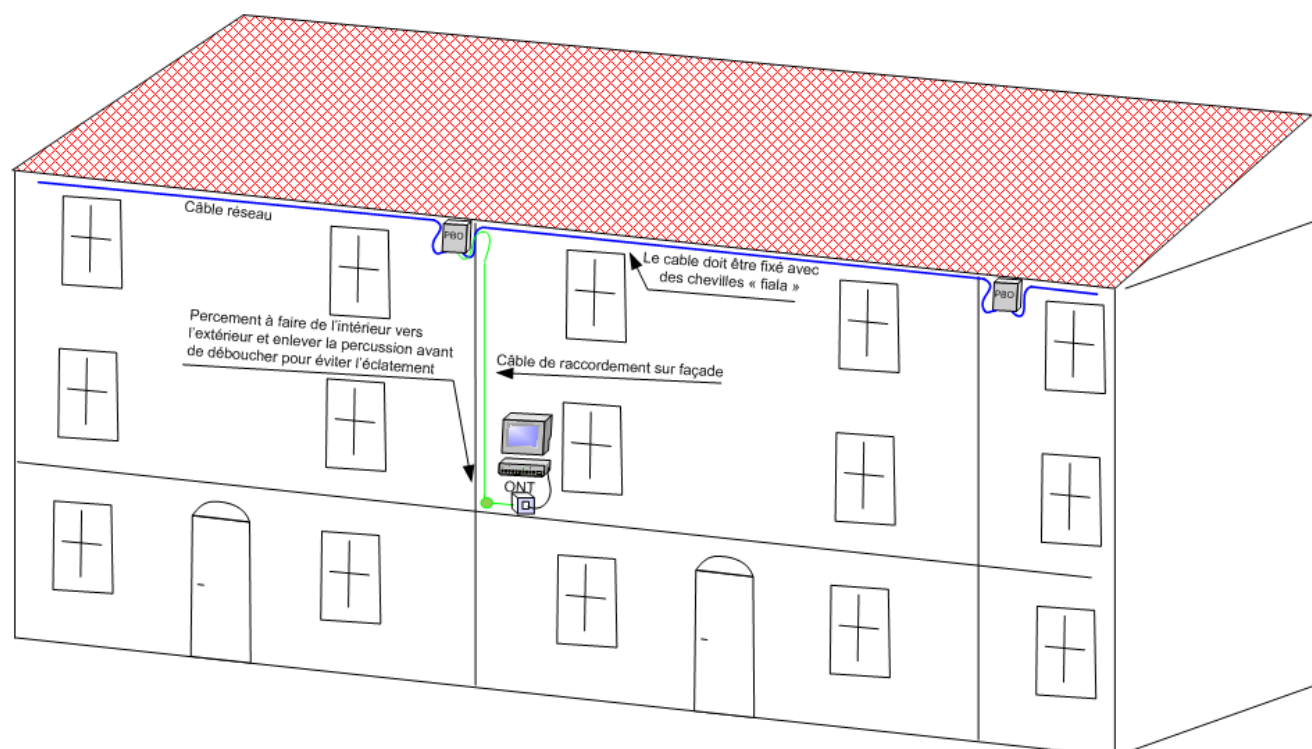 Câble réseau
PBO
Le cable doit être fixé avec
des chevilles « fiala »
PBO
Percement à faire de l'intérieur vers
l'extérieur et enlever la percussion avant
de déboucher pour éviter l'éclatement
Câble de raccordement sur façade
ONT